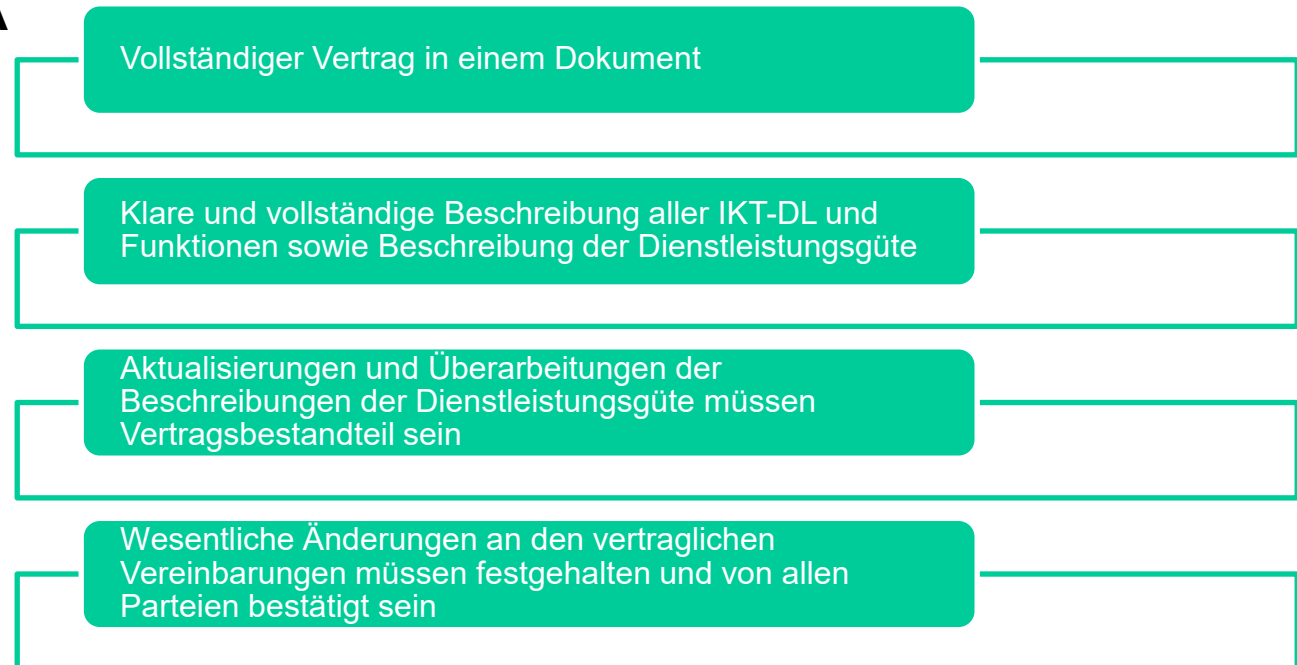 Vollständiger Vertrag in einem Dokument
Klare und vollständige Beschreibung aller IKT-DL und
Funktionen sowie Beschreibung der Dienstleistungsgüte
Aktualisierungen und Überarbeitungen der
Beschreibungen der Dienstleistungsgüte müssen
Vertragsbestandteil sein
Wesentliche Änderungen an den vertraglichen
Vereinbarungen müssen festgehalten und von allen
Parteien bestätigt sein